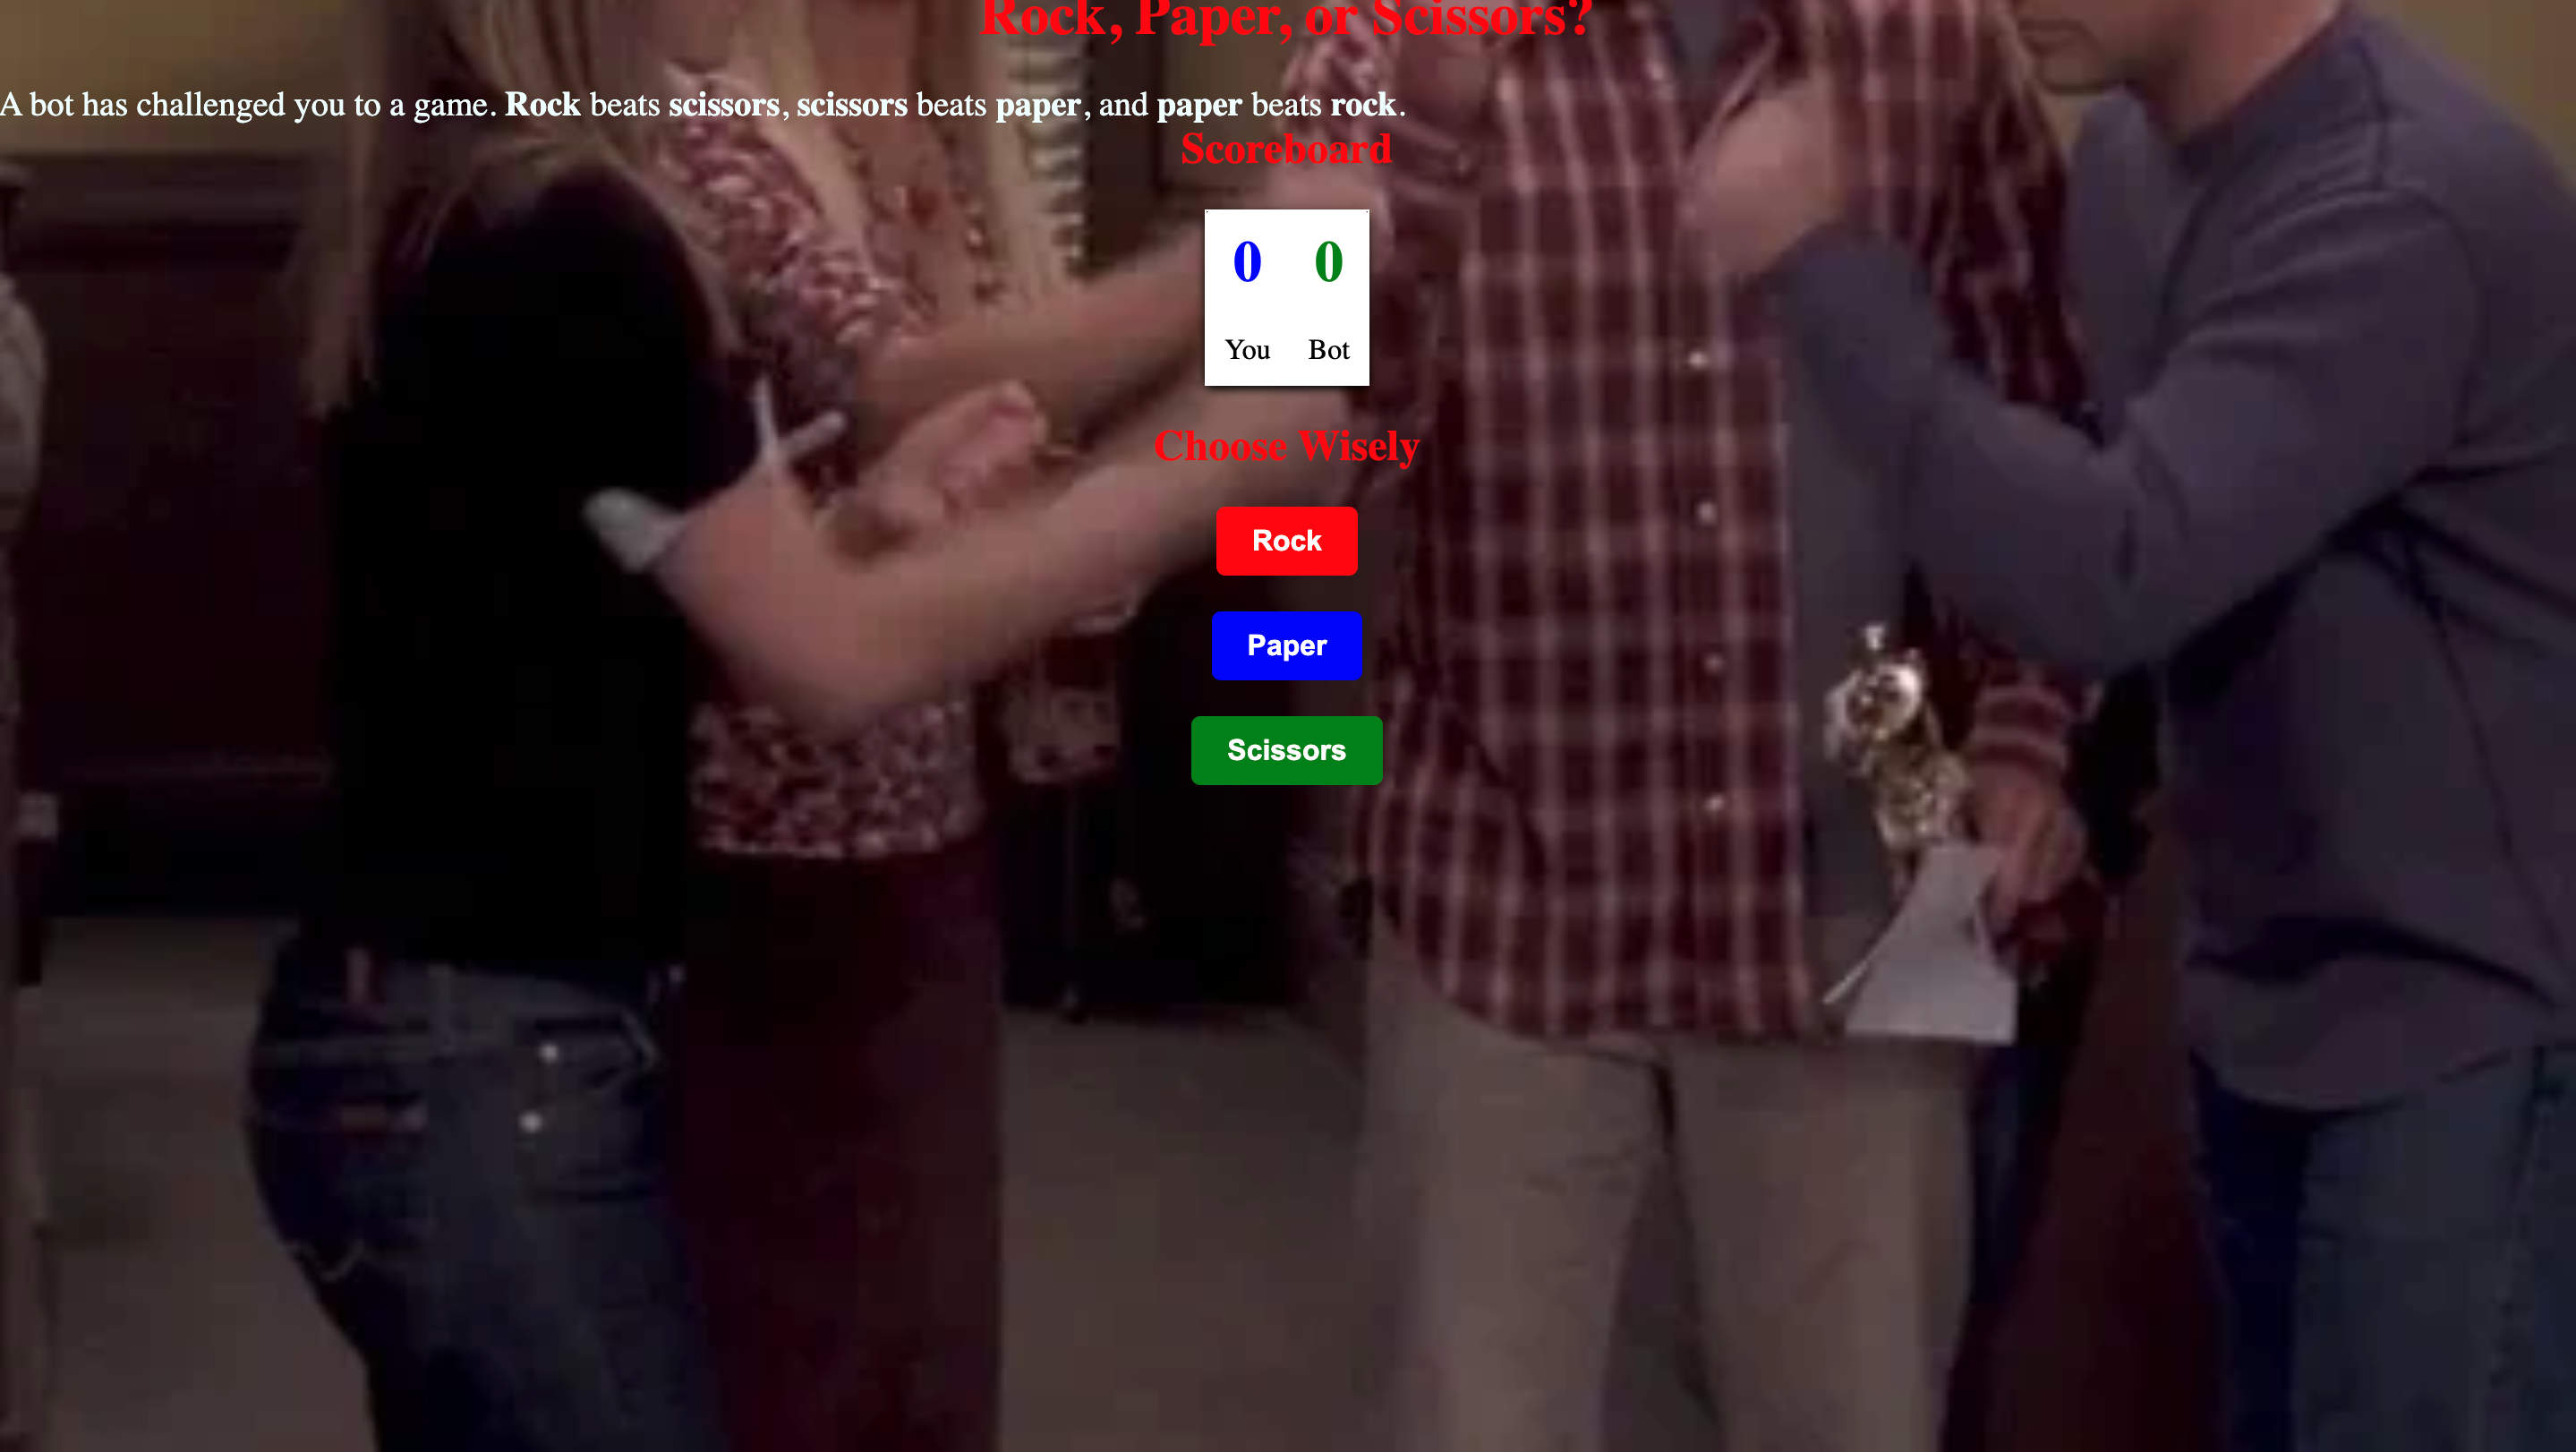 Rock, Paper, or Scissors?
A bot has challenged you to a game. Rock beats scissors, scissors beats paper, and paper beats rock.
Scoreboard
0 0
You Bot
Choose Wisely
Rock
Paper
Scissors